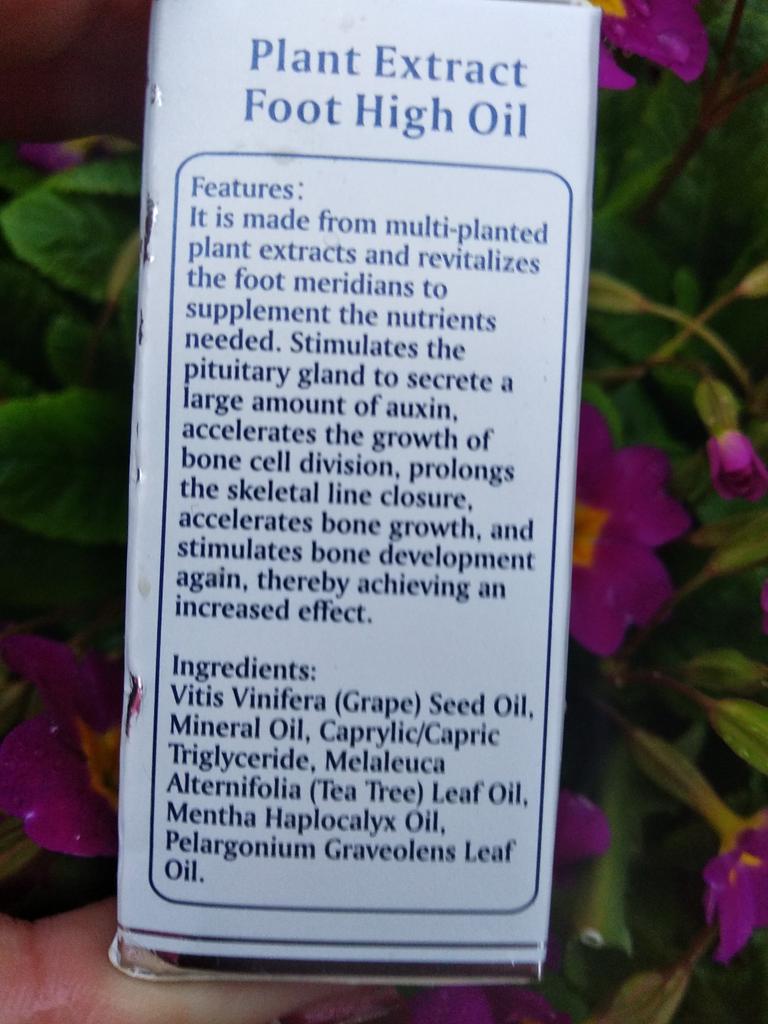 Plant Extract
Foot High Oil
Features:
It is made from multi-planted
plant extracts and revitalizes
the foot meridians to
supplement the nutrients
needed. Stimulates the
pituitary gland to secrete a
large amount of auxin,
accelerates the growth of
bone cell division, prolongs
the skeletal line closure,
accelerates bone growth, and
stimulates bone development
again, thereby achieving an
increased effect.
Ingredients:
Vitis Vinifera (Grape) Seed Oil,
Mineral Oil, Caprylic/Capric
Triglyceride, Melaleuca
Alternifolia (Tea Tree) Leaf Oil,
Mentha Haplocalyx Oil,
Pelargonium Graveolens Leaf
Oil.